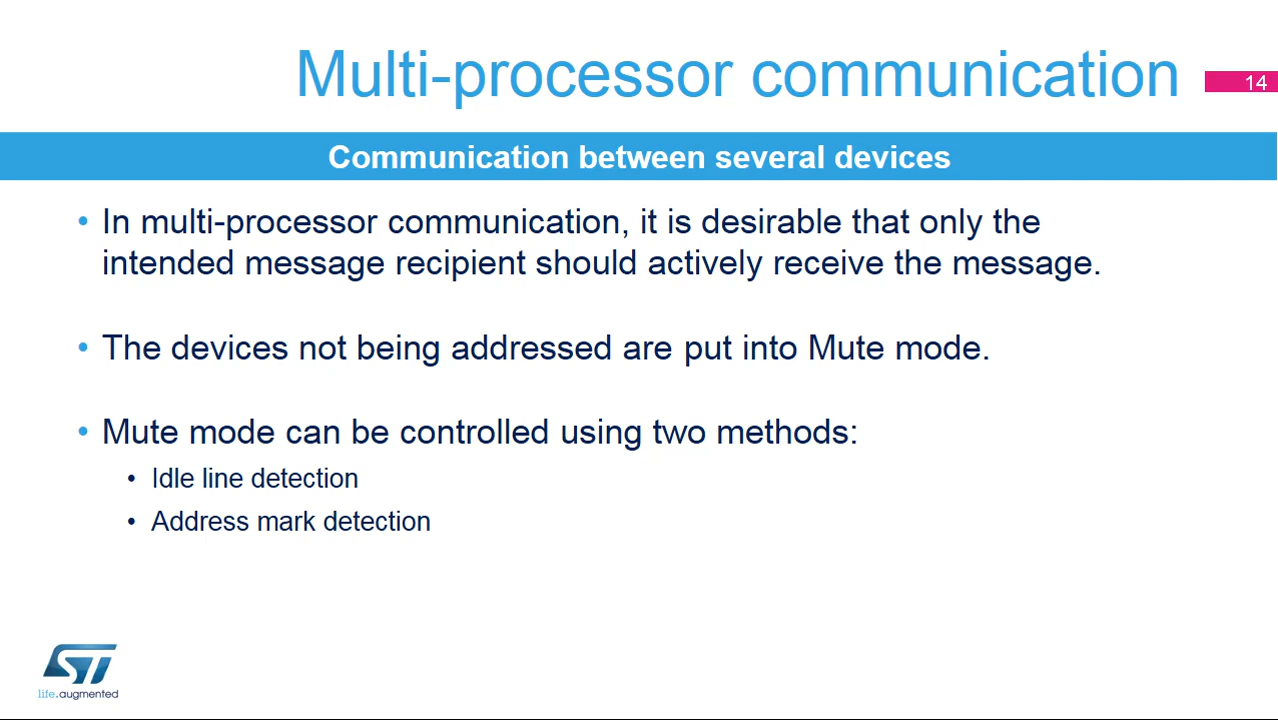 Multi-processor communication
14
Communication between several devices
• In multi-processor communication, it is desirable that only the
intended message recipient should actively receive the message.
• The devices not being addressed are put into Mute mode.
• Mute mode can be controlled using two methods:
• Idle line detection
• Address mark detection
ST
life.augmented